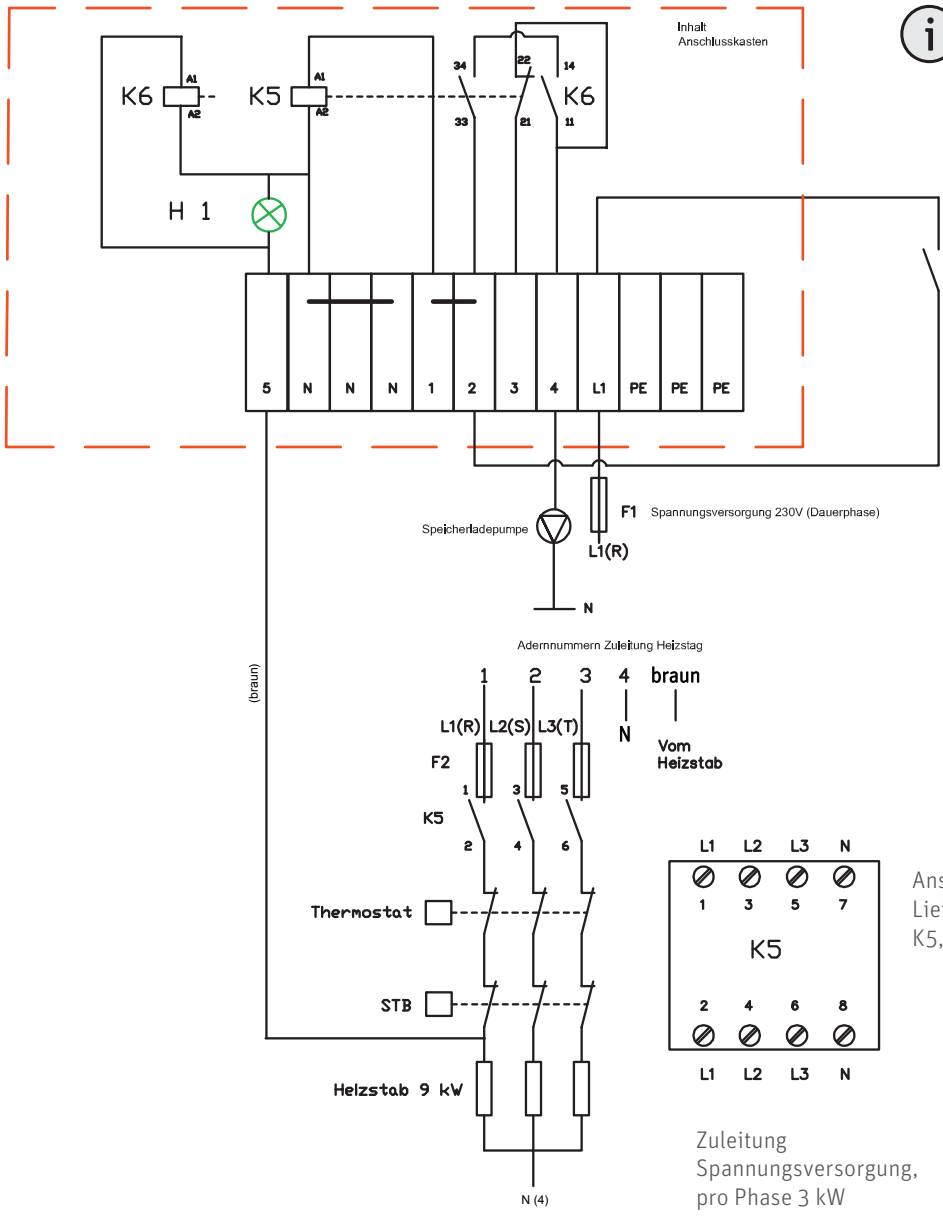 Inhalt
Anschlusskasten
i
34
22
14
K6
A1
A2
K5
A1
A2
K6
33
21
11
H 1
5
N
N
N
1
2
3
4
L1
PE
PE
PE
Speicherladepumpe
F1
Spannungsversorgung 230V (Dauerphase)
L1(R)
N
Adernnummern Zuleitung Heizstag
(braun)
1
2
3
4
braun
L1(R)
L2(S)
L3(T)
N
Vom
Heizstab
F2
1
3
5
K5
2
4
6
L1
L2
L3
N
1
3
5
7
K5
2
4
6
8
L1
L2
L3
N
Thermostat
STB
Heizstab 9 kW
N (4)
K5,
Zuleitung
Spannungsversorgung,
pro Phase 3 kW